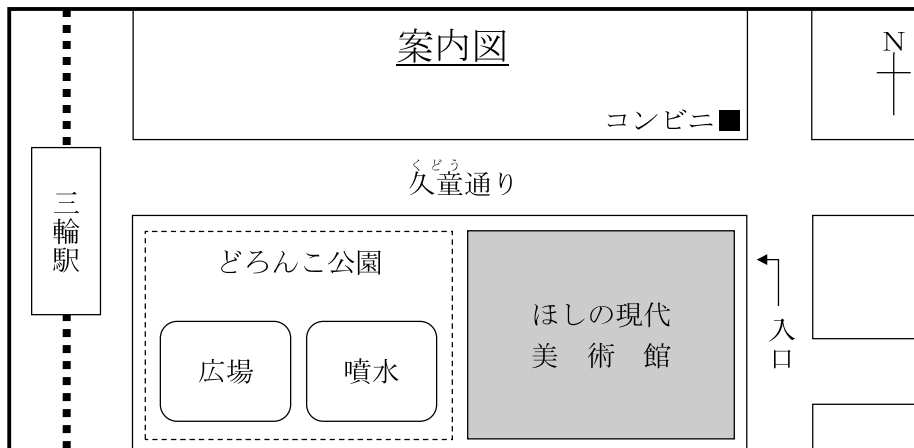 案内図
N
コンビニ
くどう
久童通り
三輪駅
どろんこ公園
広場
噴水
ほしの現代
美術館
入口